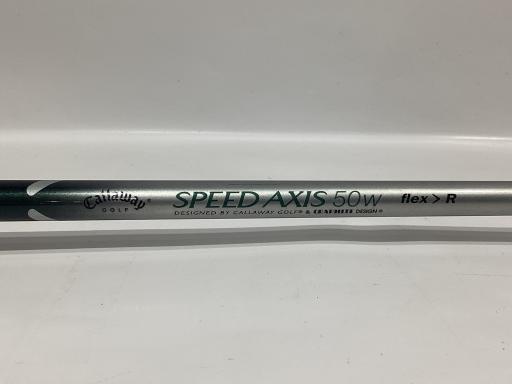 Callaway
GOLF
SPEED AXIS 50W flex > R
DESIGNED BY CALLAWAY GOLF® & GRAPHITE DESIGN®